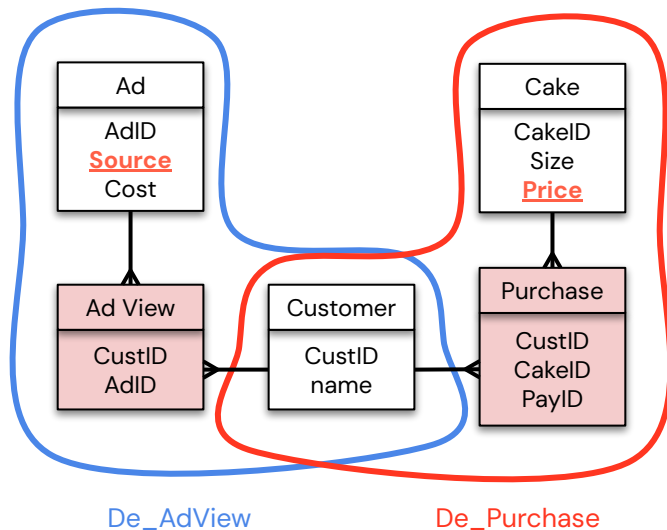 Ad
AdID
Source
Cost
Cake
CakeID
Size
Price
Ad View
CustID
AdID
Customer
CustID
name
Purchase
CustID
CakeID
PayID
De_AdView
De_Purchase